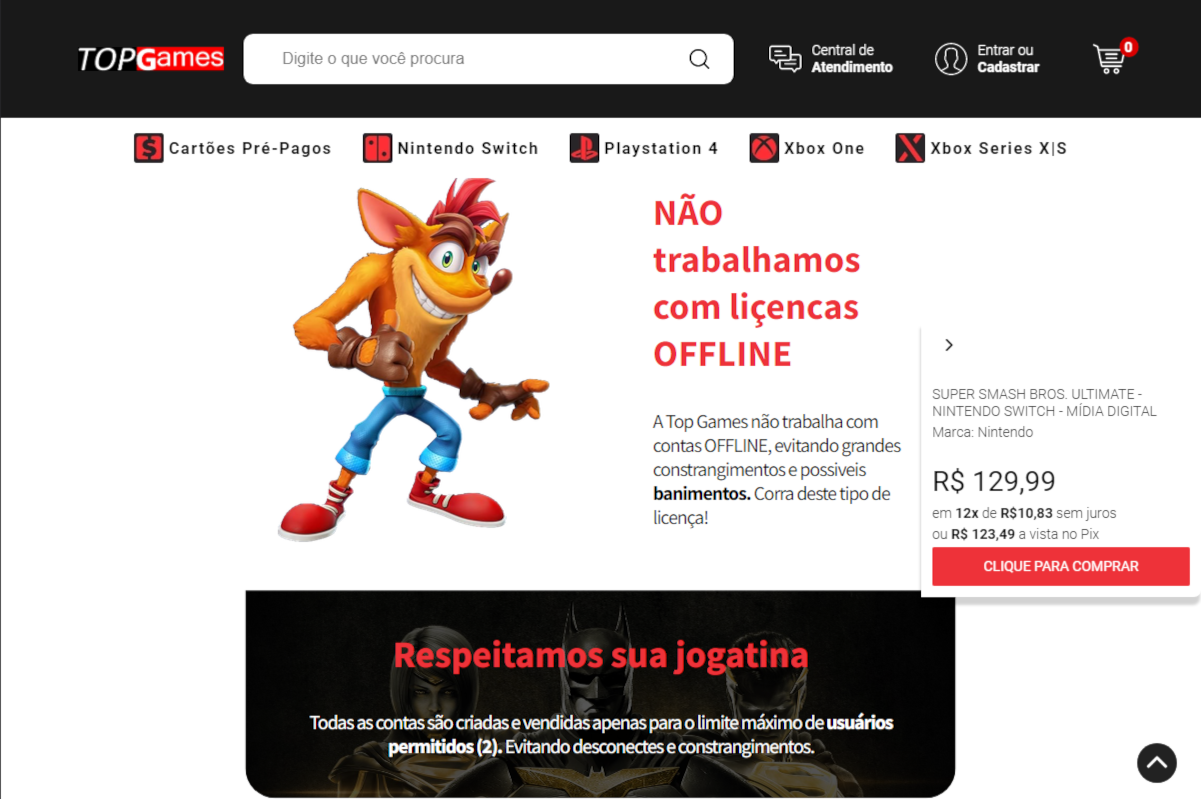 TOPGames
Digite o que você procura
Central de
Atendimento
Entrar ou
Cadastrar
0
Cartões Pré-Pagos
Nintendo Switch
Playstation 4
Xbox One
Xbox Series X|S
NÃO
trabalhamos
com liçencas
OFFLINE
A Top Games não trabalha com
contas OFFLINE, evitando grandes
constrangimentos e possiveis
banimentos. Corra deste tipo de
licença!
SUPER SMASH BROS. ULTIMATE -
NINTENDO SWITCH - MÍDIA DIGITAL
Marca: Nintendo
R$ 129,99
em 12x de R$10,83 sem juros
ou R$ 123,49 a vista no Pix
CLIQUE PARA COMPRAR
Respeitamos sua jogatina
Todas as contas são criadas e vendidas apenas para o limite máximo de usuários
permitidos (2). Evitando desconectes e constrangimentos.